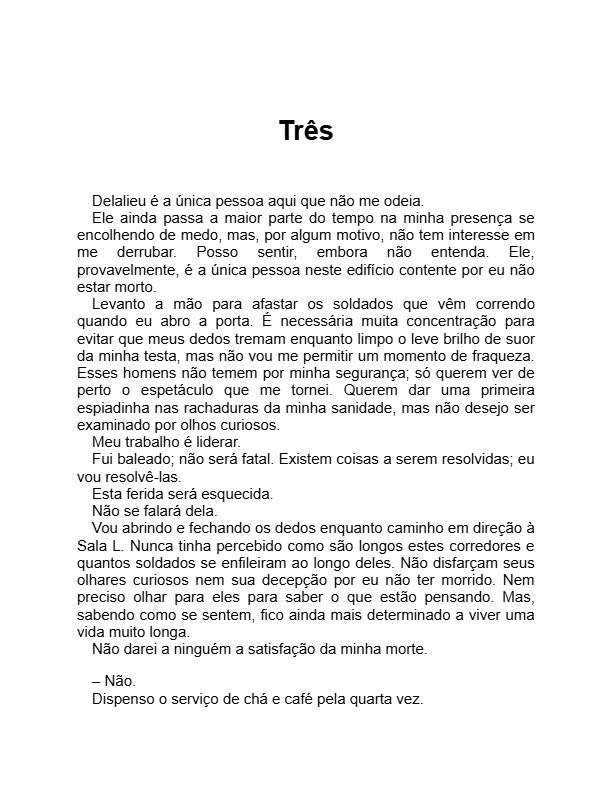 Três
Delalieu é a única pessoa aqui que não me odeia.
Ele ainda passa a maior parte do tempo na minha presença se
encolhendo de medo, mas, por algum motivo, não tem interesse em
me derrubar. Posso sentir, embora não entenda. Ele,
provavelmente, é a única pessoa neste edifício contente por eu não
estar morto.
Levanto a mão para afastar os soldados que vêm correndo
quando eu abro a porta. É necessária muita concentração para
evitar que meus dedos tremam enquanto limpo o leve brilho de suor
da minha testa, mas não vou me permitir um momento de fraqueza.
Esses homens não temem por minha segurança; só querem ver de
perto o espetáculo que me tornei. Querem dar uma primeira
espiadinha nas rachaduras da minha sanidade, mas não desejo ser
examinado por olhos curiosos.
Meu trabalho é liderar.
Fui baleado; não será fatal. Existem coisas a serem resolvidas; eu
vou resolvê-las.
Esta ferida será esquecida.
Não se falará dela.
Vou abrindo e fechando os dedos enquanto caminho em direção à
Sala L. Nunca tinha percebido como são longos estes corredores e
quantos soldados se enfileiram ao longo deles. Não disfarçam seus
olhares curiosos nem sua decepção por eu não ter morrido. Nem
preciso olhar para eles para saber o que estão pensando. Mas,
sabendo como se sentem, fico ainda mais determinado a viver uma
vida muito longa.
Não darei a ninguém a satisfação da minha morte.
– Não.
Dispenso o serviço de chá e café pela quarta vez.